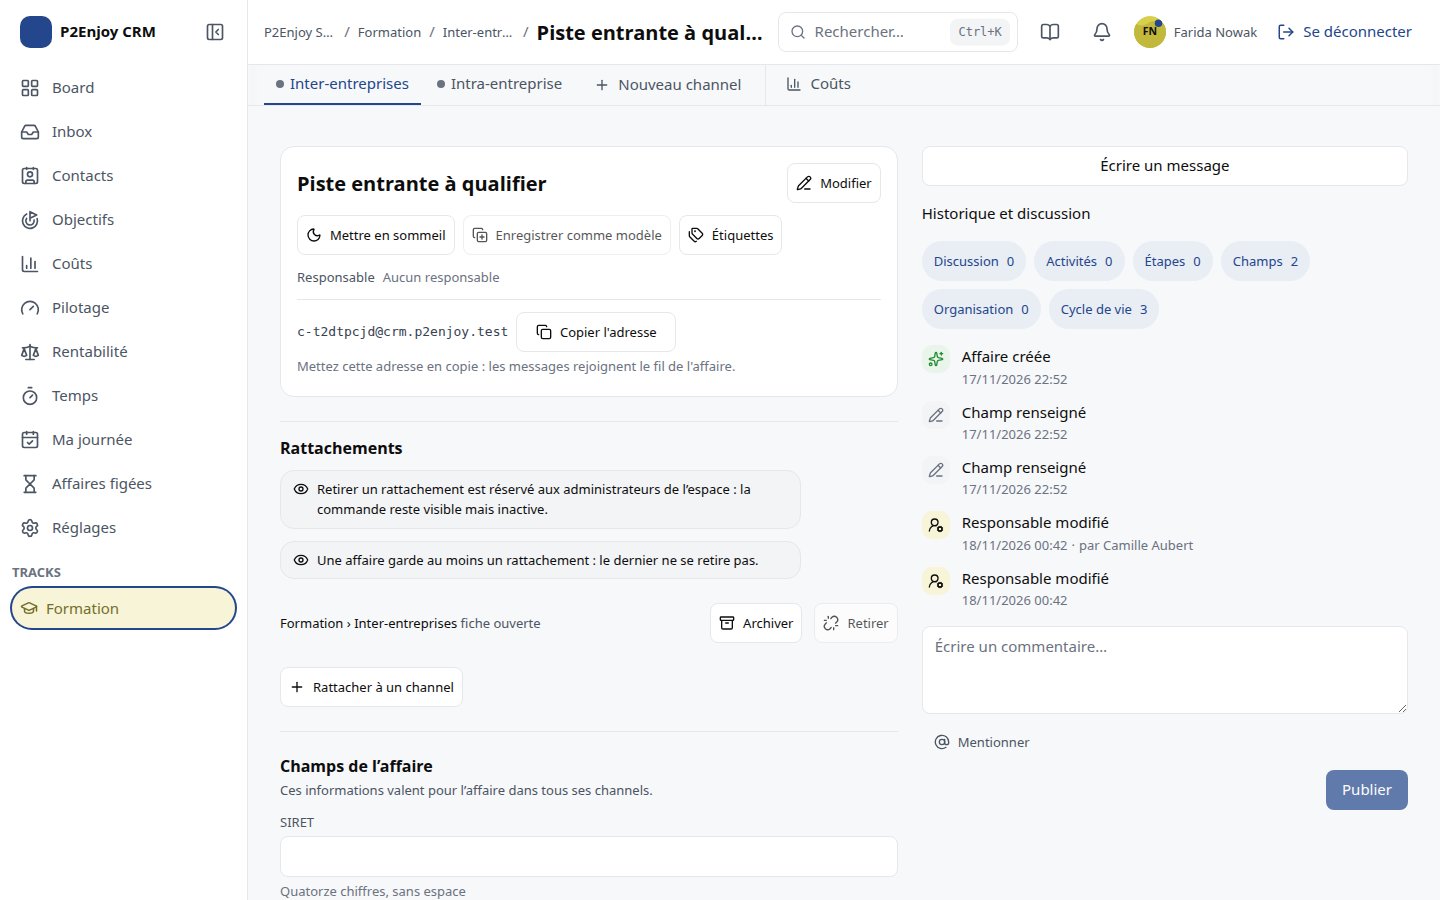 P2Enjoy CRM
Board
Inbox
Contacts
Objectifs
Coûts
Pilotage
Rentabilité
Temps
Ma journée
Affaires figées
Réglages
TRACKS
Formation
P2Enjoy S... / Formation / Inter-entr... / Piste entrante à qual...
Rechercher... Ctrl+K
FN Farida Nowak
Se déconnecter
Inter-entreprises
Intra-entreprise
Nouveau channel
Coûts
Piste entrante à qualifier
Modifier
Mettre en sommeil
Enregistrer comme modèle
Étiquettes
Responsable Aucun responsable
c-t2dtpcjd@crm.p2enjoy.test
Copier l'adresse
Mettez cette adresse en copie : les messages rejoignent le fil de l'affaire.
Rattachements
Retirer un rattachement est réservé aux administrateurs de l’espace : la
commande reste visible mais inactive.
Une affaire garde au moins un rattachement : le dernier ne se retire pas.
Formation › Inter-entreprises fiche ouverte
Archiver
Retirer
Rattacher à un channel
Champs de l’affaire
Ces informations valent pour l’affaire dans tous ses channels.
SIRET
Quatorze chiffres, sans espace
Écrire un message
Historique et discussion
Discussion 0
Activités 0
Étapes 0
Champs 2
Organisation 0
Cycle de vie 3
Affaire créée
17/11/2026 22:52
Champ renseigné
17/11/2026 22:52
Champ renseigné
17/11/2026 22:52
Responsable modifié
18/11/2026 00:42 · par Camille Aubert
Responsable modifié
18/11/2026 00:42
Écrire un commentaire...
Mentionner
Publier